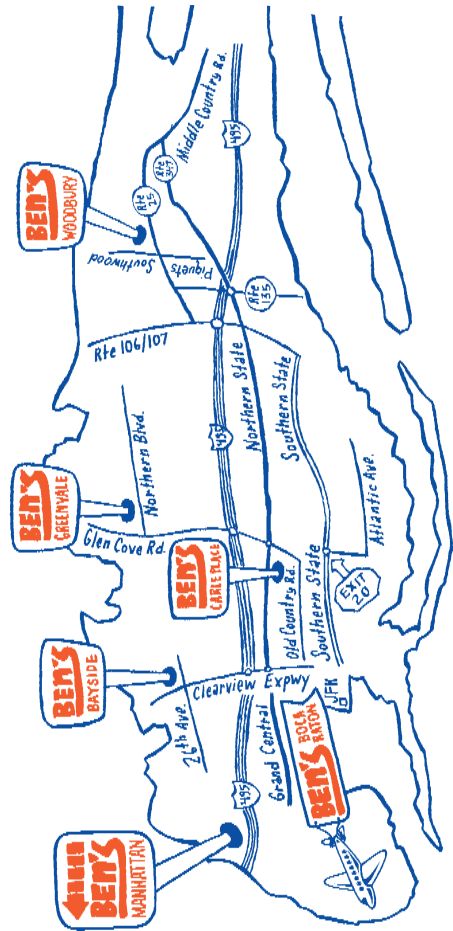 Middle Country Rd.
495
Rte
347
Rte
25
BEN'S
WOODBURY
Southwood
Piquets
Rte
135
Rte 106/107
Northern State
Southern State
495
Northern Blvd.
BEN'S
GREENVALE
Glen Cove Rd.
BEN'S
CARLE PLACE
Atlantic Ave.
Old Country Rd.
Southern State
EXIT
20
BEN'S
BAYSIDE
Clearview Expwy
26th Ave.
JFK
Grand Central
495
BEN'S
BOCA
RATON
BEN'S
MANHATTAN